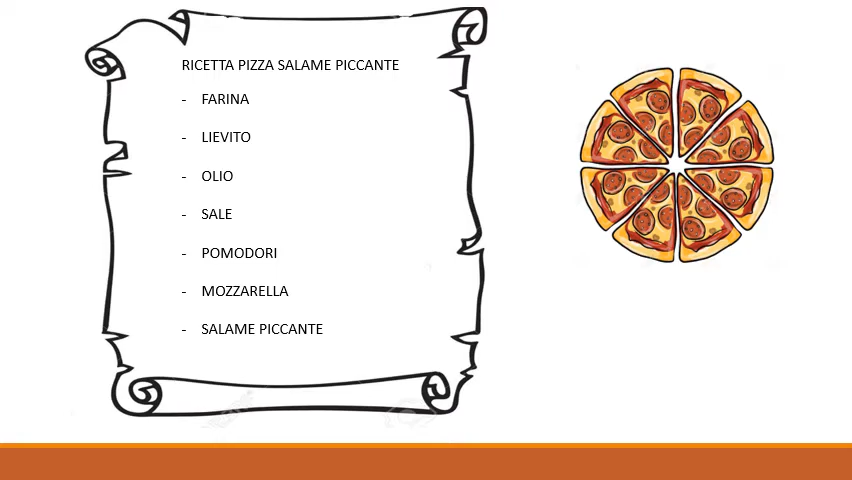 RICETTA PIZZA SALAME PICCANTE
- FARINA
- LIEVITO
- OLIO
- SALE
- POMODORI
- MOZZARELLA
- SALAME PICCANTE